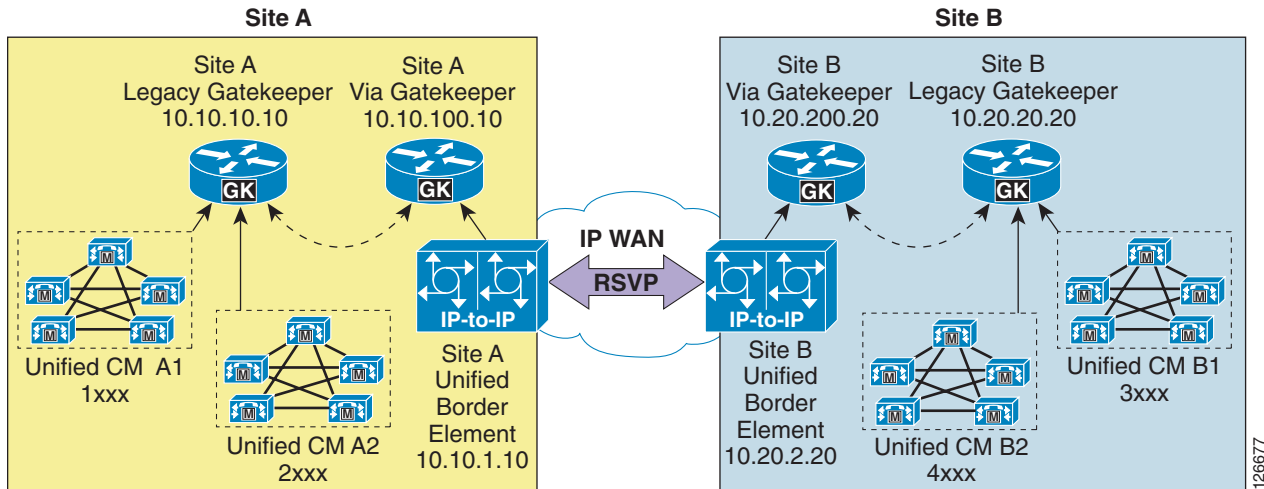 Site A
Site B
Site A
Legacy Gatekeeper
10.10.10.10
Site A
Via Gatekeeper
10.10.100.10
Site B
Via Gatekeeper
10.20.200.20
Site B
Legacy Gatekeeper
10.20.20.20
GK
GK
GK
GK
IP WAN
RSVP
IP-to-IP
IP-to-IP
M
M
M
M
M
Unified CM A1
1xxx
M
M
M
M
M
Unified CM A2
2xxx
Site A
Unified
Border
Element
10.10.1.10
Site B
Unified
Border
Element
10.20.2.20
M
M
M
M
M
Unified CM B2
4xxx
M
M
M
M
M
Unified CM B1
3xxx
126677